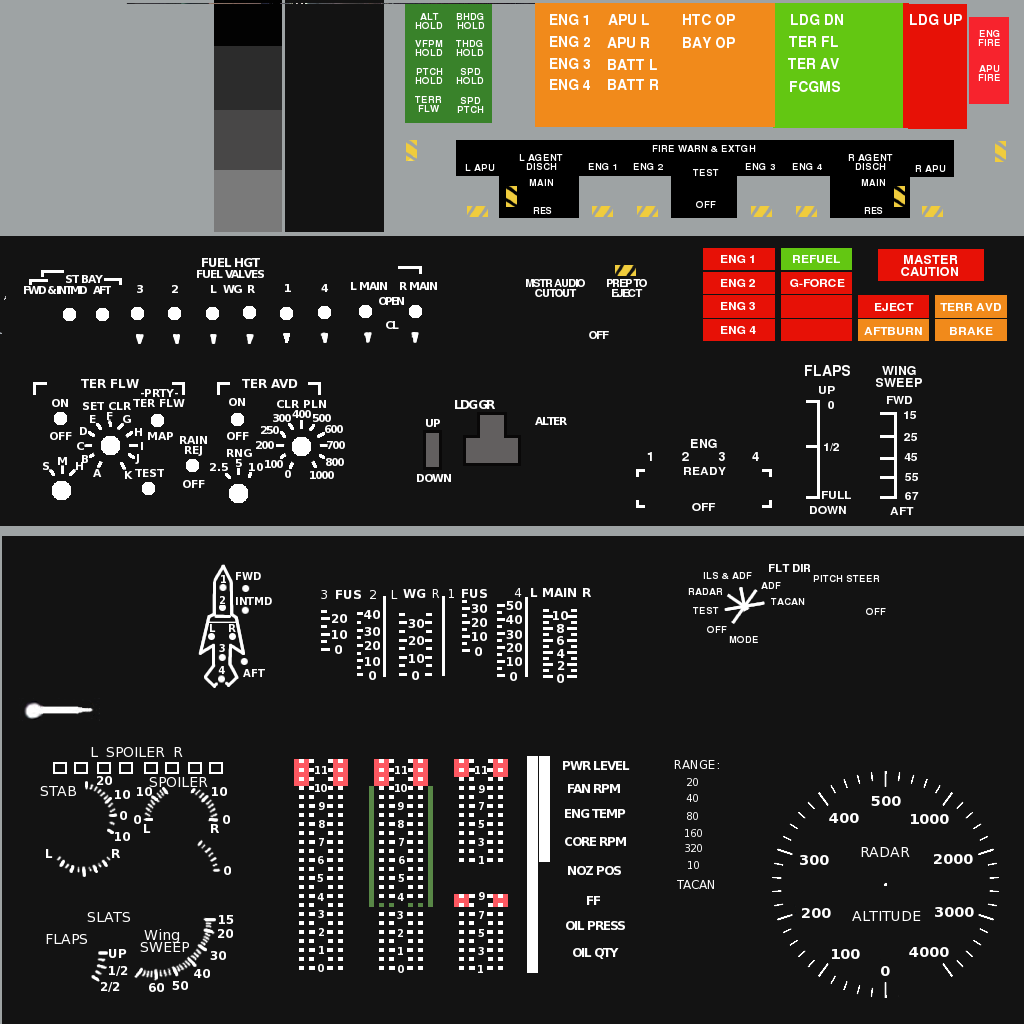 ALT HOLD
BHDG HOLD
VFPM HOLD
THDG HOLD
PTCH HOLD
SPD HOLD
TERR FLW
SPD PTCH
ENG 1 APU L HTC OP
ENG 2 APU R BAY OP
ENG 3 BATT L
ENG 4 BATT R
LDG DN
TER FL
TER AV
FCGMS
LDG UP
ENG FIRE
APU FIRE
FIRE WARN & EXTGH
L APU
L AGENT DISCH
MAIN
RES
ENG 1
ENG 2
TEST
OFF
ENG 3
ENG 4
R AGENT DISCH
MAIN
RES
R APU
FUEL HGT
FUEL VALVES
ST BAY
FWD & INTMD AFT
3 2 L WG R 1 4
L MAIN R MAIN
OPEN
CL
MSTR AUDIO CUTOUT
PREP TO EJECT
OFF
ENG 1 REFUEL
ENG 2 G-FORCE
ENG 3
ENG 4
MASTER CAUTION
EJECT TERR AVD
AFTBURN BRAKE
TER FLW
-PRTY-
ON
SET CLR
TER FLW
OFF
MAP
A B C D E F G H I J K
S M H
TEST
RAIN REJ
OFF
TER AVD
ON
OFF
CLR PLN
0 100 200 250 300 400 500 600 700 800 1000
RNG
2.5 5 10
LDG GR
UP
DOWN
ALTER
ENG
1 2 3 4
READY
OFF
FLAPS
UP
0
1/2
FULL
DOWN
WING SWEEP
FWD
15
25
45
55
67
AFT
1
2
L R
3
4
FWD
INTMD
AFT
3 FUS 2 L WG R 1 FUS 4 L MAIN R
20
10
0
40
30
20
10
0
30
20
10
0
30
20
10
0
50
40
30
20
10
0
10
8
6
4
2
0
FLT DIR
ILS & ADF
ADF
PITCH STEER
RADAR
TACAN
TEST
OFF
OFF
MODE
L SPOILER R
STAB
20
10
0
10
L R
SPOILER
10 10
0 0
L R
0
SLATS
FLAPS
UP
1/2
2/2
Wing SWEEP
15
20
30
40
50
60
11
10
9
8
7
6
5
4
3
2
1
0
11
10
9
8
7
6
5
4
3
2
1
0
11
9
7
5
3
1
9
7
5
3
1
PWR LEVEL
FAN RPM
ENG TEMP
CORE RPM
NOZ POS
FF
OIL PRESS
OIL QTY
RANGE:
20
40
80
160
320
10
TACAN
500
400 1000
300 RADAR 2000
200 ALTITUDE 3000
100 4000
0